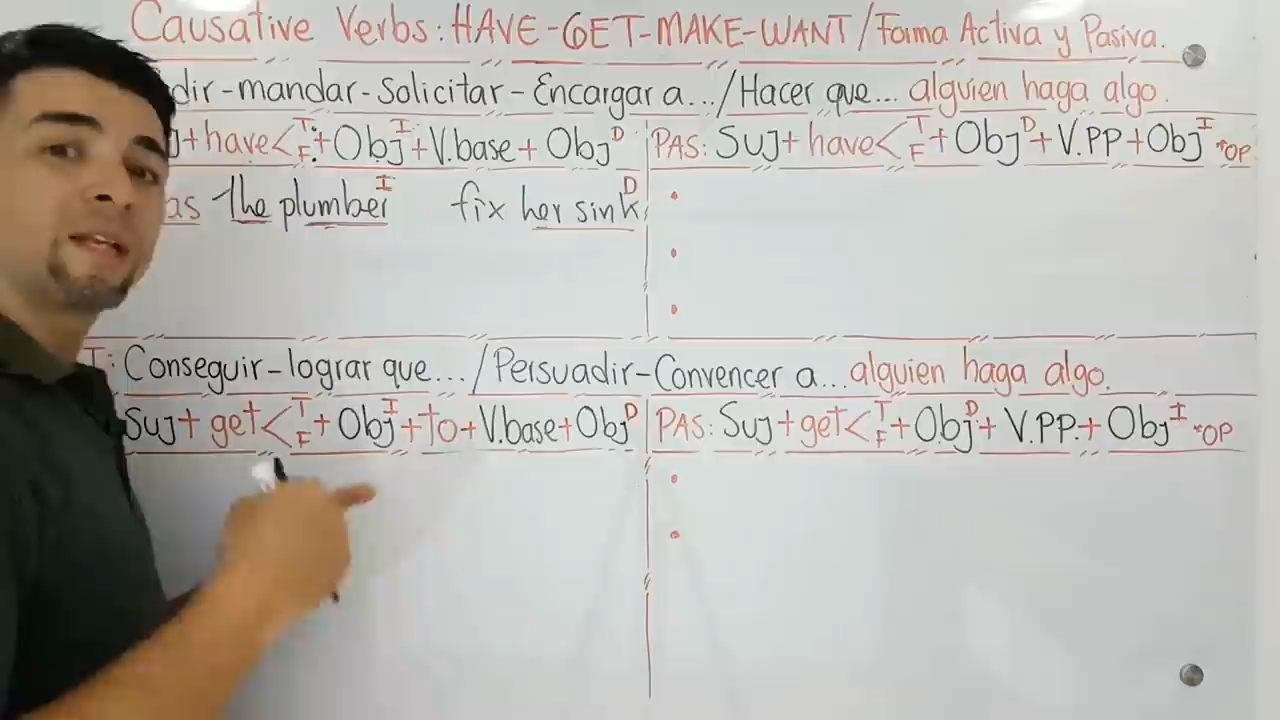 Causative Verbs: HAVE-GET-MAKE-WANT/Forma Activa y Pasiva.
dir-mandar-Solicitar-Encargar a.../Hacer que... alguien haga algo.
j+have<T F+Obj I+V.base+Obj D
PAS: Suj+have<T F+Obj D+V.PP+Obj I *OP
as the plumber I fix her sink D
T: Conseguir-lograr que.../Persuadir-Convencer a...alguien haga algo.
Suj+get<T F+Obj I+to+V.base+Obj D
PAS: Suj+get<T F+Obj D+V.PP.+Obj I *OP